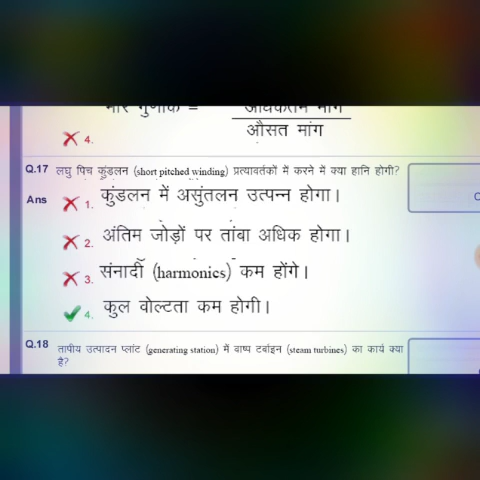 औसत मांग
4.
Q.17 लघु पिच कुंडलन (short pitched winding) प्रत्यावर्तकों में करने में क्या हानि होगी?
Ans 1. कुंडलन में असुंतलन उत्पन्न होगा।
2. अंतिम जोड़ों पर तांबा अधिक होगा।
3. संनादी (harmonics) कम होंगे।
4. कुल वोल्टता कम होगी।
Q.18 तापीय उत्पादन प्लांट (generating station) में वाष्प टर्बाइन (steam turbines) का कार्य क्या
है?